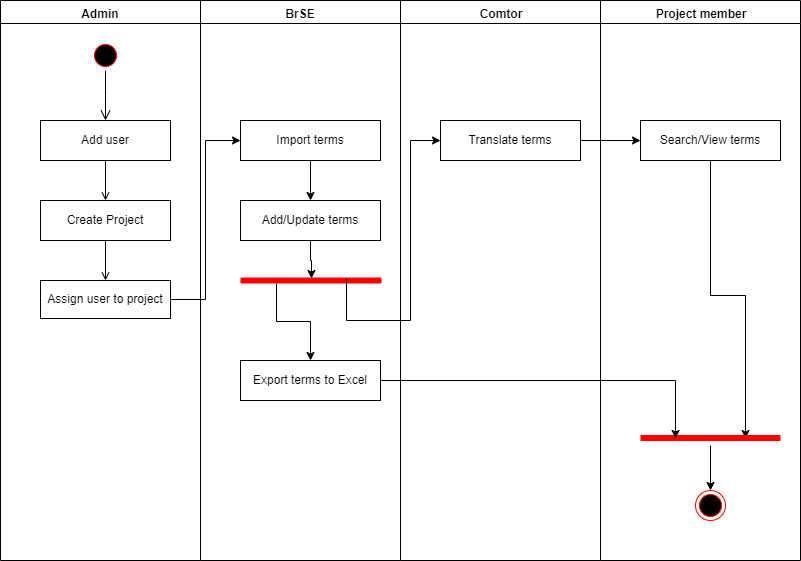 Admin
BrSE
Comtor
Project member
Add user
Import terms
Translate terms
Search/View terms
Create Project
Add/Update terms
Assign user to project
Export terms to Excel